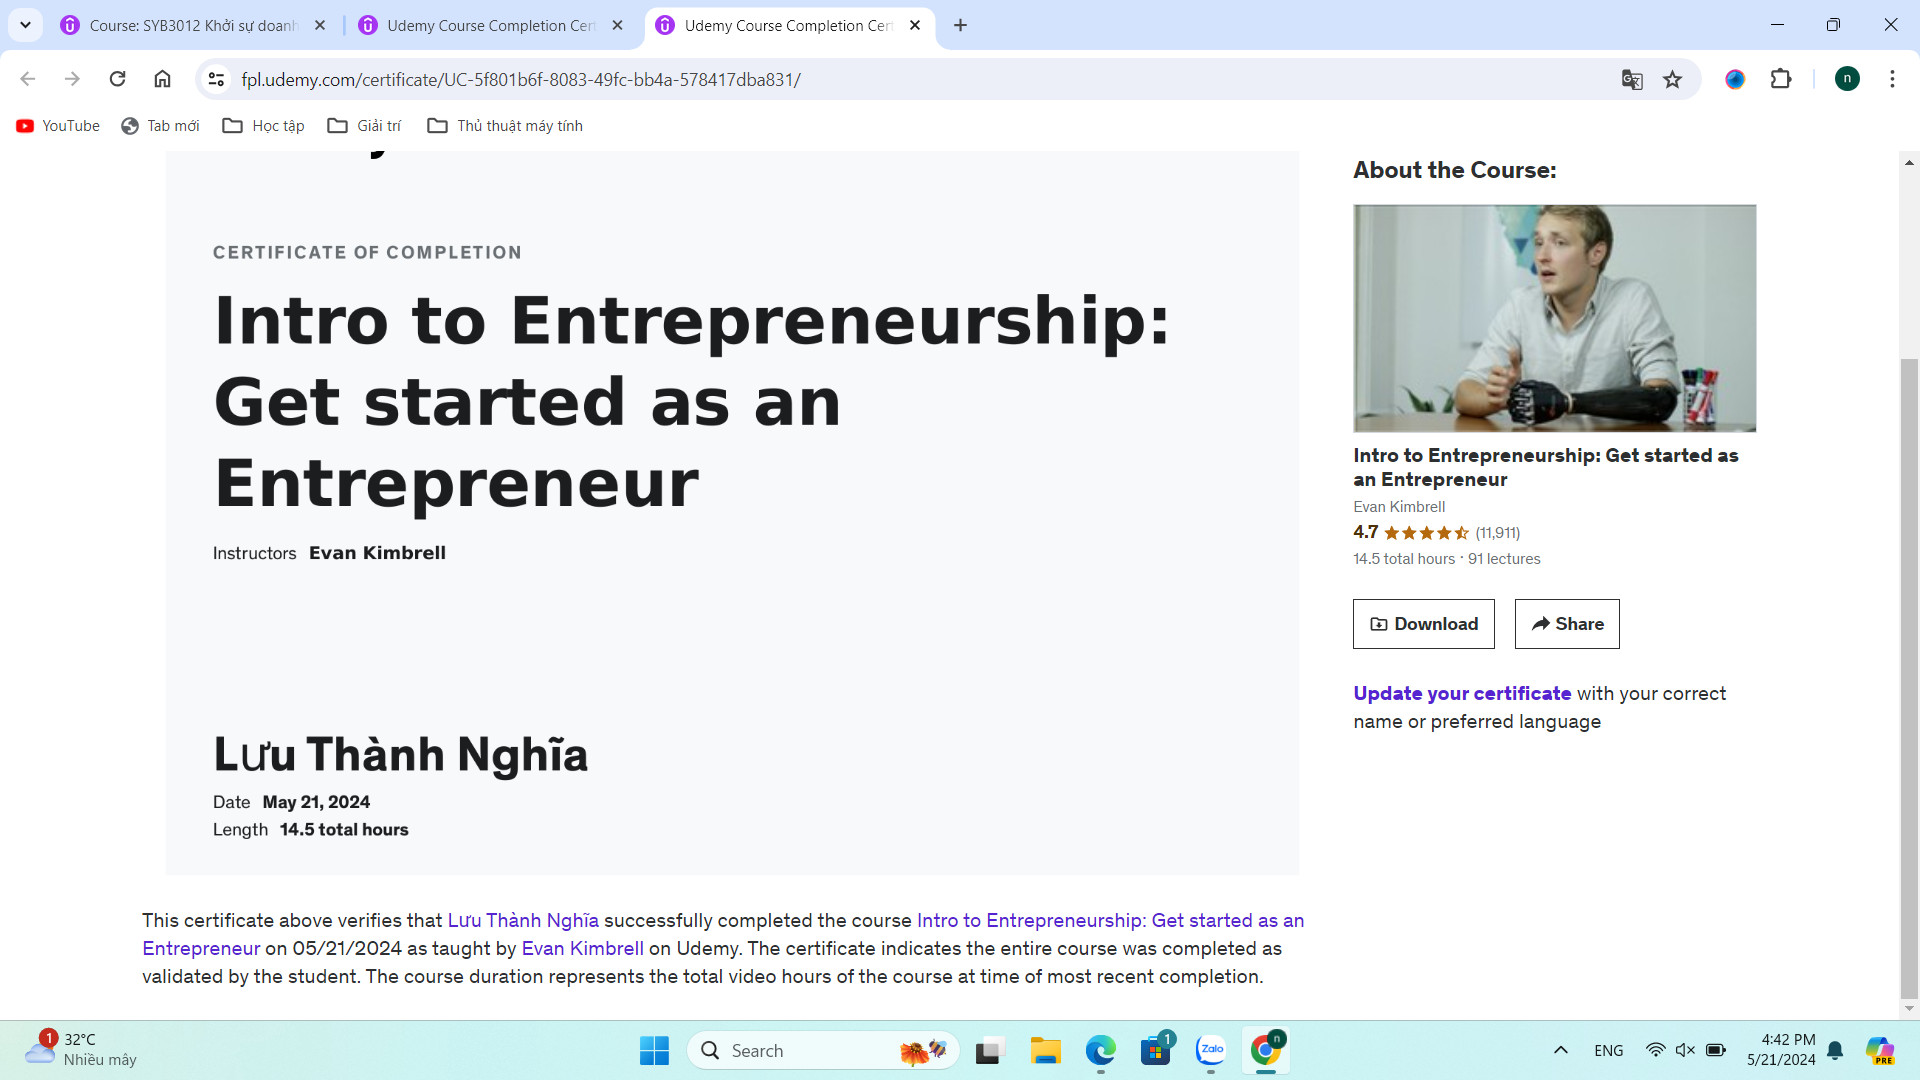 Course: SYB3012 Khởi sự doanh
Udemy Course Completion Cert
Udemy Course Completion Cert
fpl.udemy.com/certificate/UC-5f801b6f-8083-49fc-bb4a-578417dba831/
n
YouTube
Tab mới
Học tập
Giải trí
Thủ thuật máy tính
CERTIFICATE OF COMPLETION
Intro to Entrepreneurship:
Get started as an
Entrepreneur
Instructors Evan Kimbrell
Lưu Thành Nghĩa
Date May 21, 2024
Length 14.5 total hours
This certificate above verifies that Lưu Thành Nghĩa successfully completed the course Intro to Entrepreneurship: Get started as an
Entrepreneur on 05/21/2024 as taught by Evan Kimbrell on Udemy. The certificate indicates the entire course was completed as
validated by the student. The course duration represents the total video hours of the course at time of most recent completion.
About the Course:
Intro to Entrepreneurship: Get started as
an Entrepreneur
Evan Kimbrell
4.7 (11,911)
14.5 total hours · 91 lectures
Download
Share
Update your certificate with your correct
name or preferred language
1
32°C
Nhiều mây
Search
1
Zalo
n
ENG
4:42 PM
5/21/2024
PRE